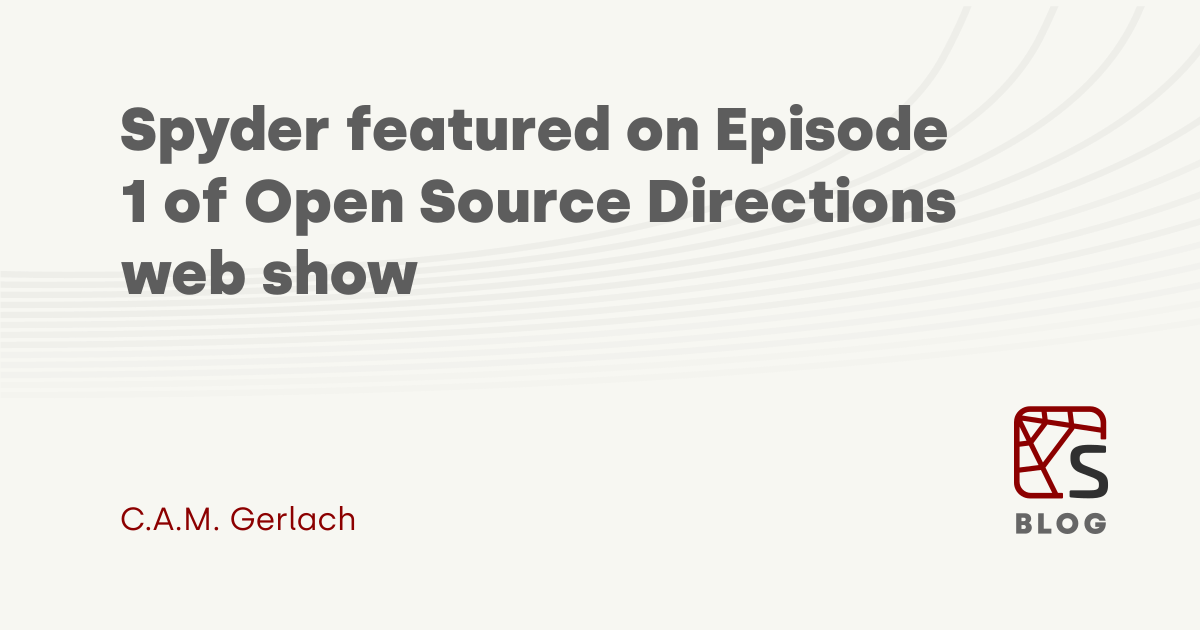 Spyder featured on Episode
1 of Open Source Directions
web show
C.A.M. Gerlach
S
BLOG